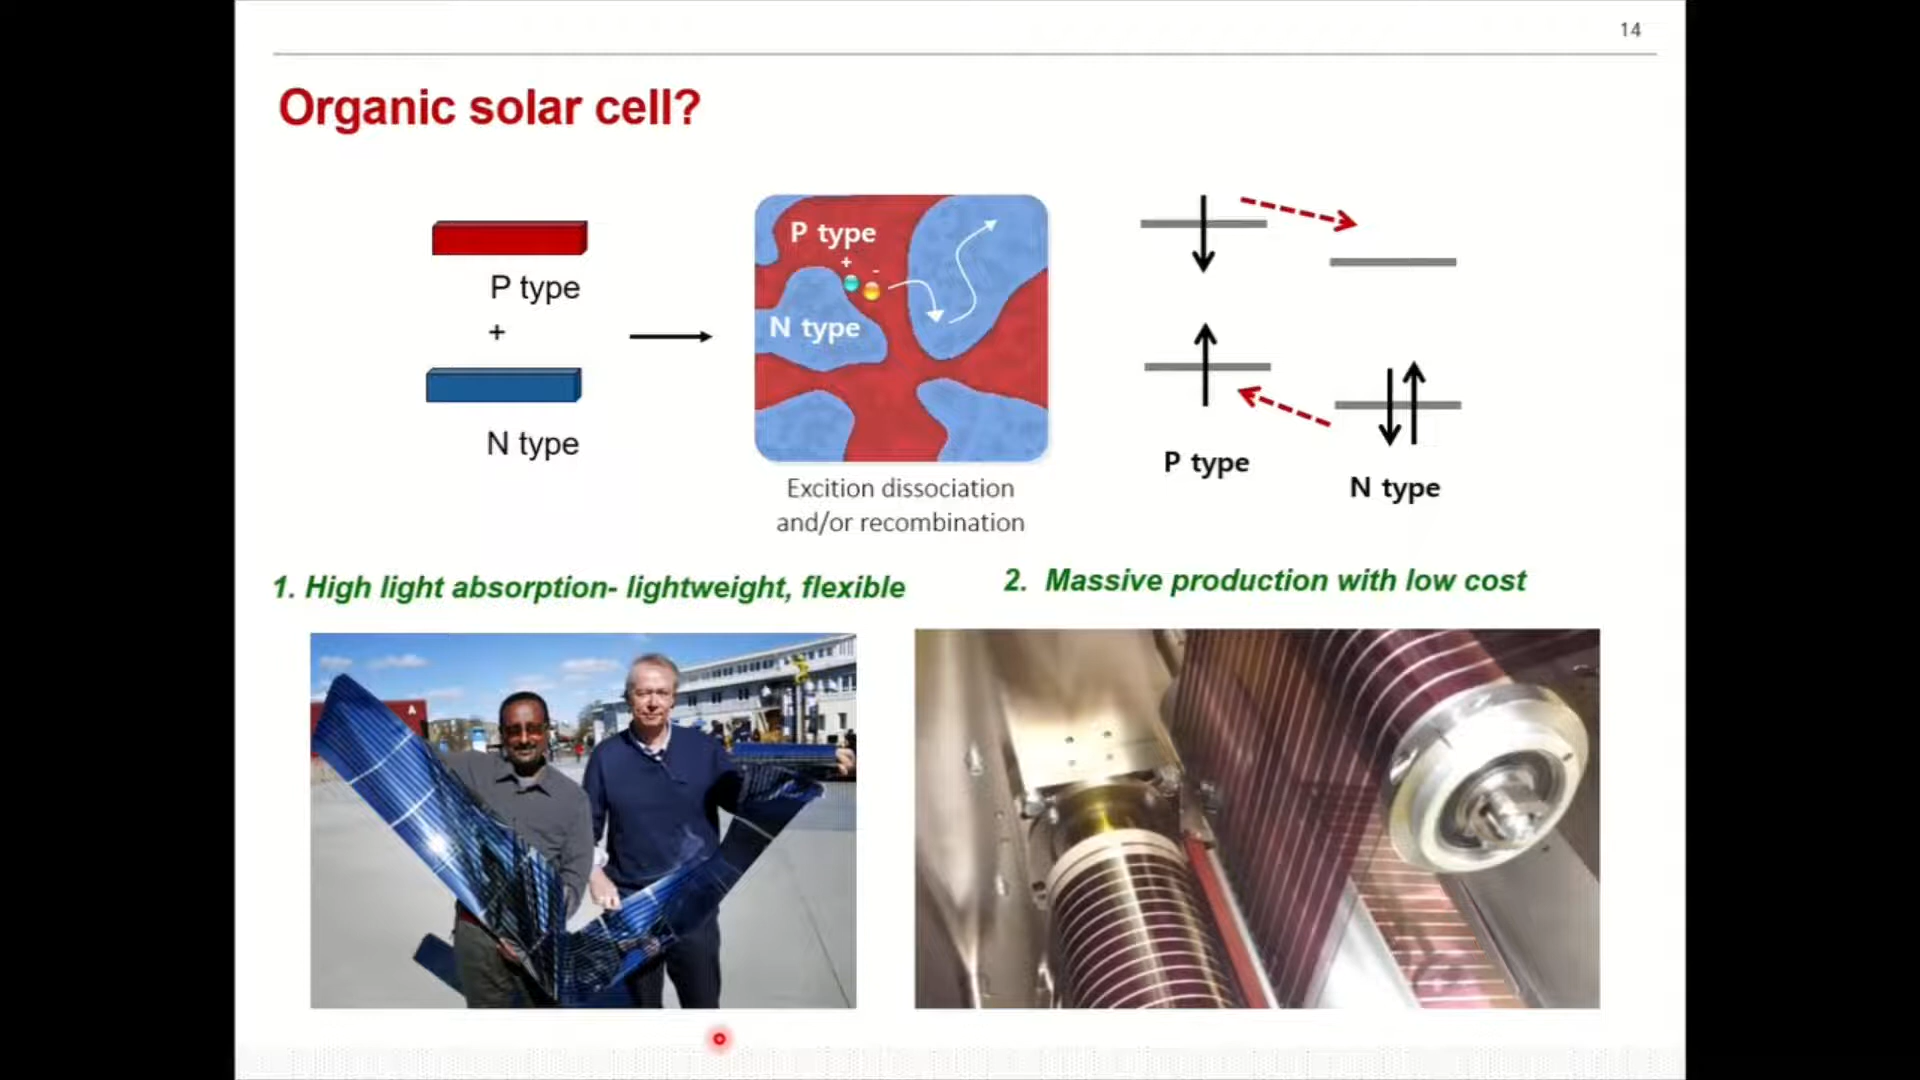 14
Organic solar cell?
P type
+
N type
P type
+ -
N type
Excition dissociation
and/or recombination
P type
N type
1. High light absorption- lightweight, flexible
2. Massive production with low cost
A